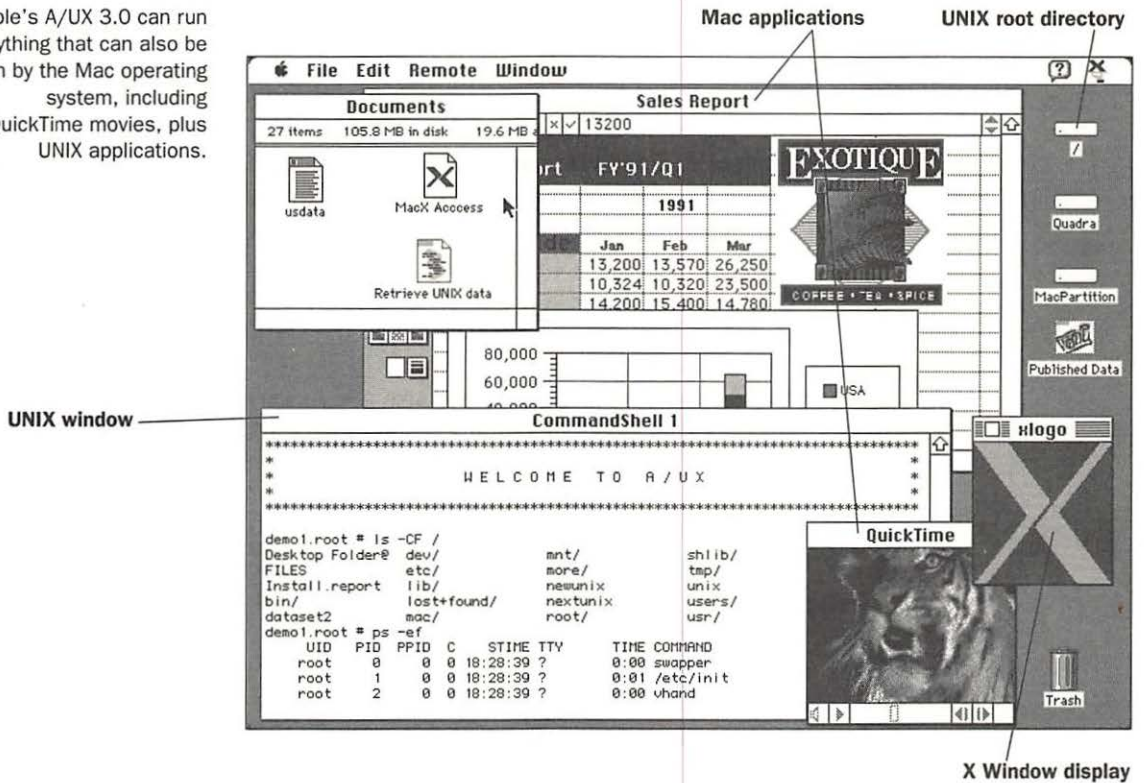 ple's A/UX 3.0 can run
ything that can also be
n by the Mac operating
system, including
uickTime movies, plus
UNIX applications.
Mac applications
UNIX root directory
File Edit Remote Window
Documents
27 items 105.8 MB in disk 19.6 MB a
usdata
MacX Acccess
Retrieve UNIX data
Sales Report
13200
ort FY'91/Q1
1991
de Jan Feb Mar
13,200 13,570 26,250
10,324 10,320 23,500
14,200 15,400 14,780
EXOTIQUE
COFFEE • TEA • SPICE
80,000
60,000
40,000
USA
/
Quadra
MacPartition
Published Data
UNIX window
CommandShell 1
************************************************************************
*                                                                      *
*                        WELCOME TO A/UX                               *
*                                                                      *
************************************************************************
demo1.root # ls -CF /
Desktop Folder@ dev/ mnt/ shlib/
FILES etc/ more/ tmp/
Install.report lib/ newunix unix
bin/ lost+found/ nextunix users/
dataset2 mac/ root/ usr/
demo1.root # ps -ef
UID PID PPID C STIME TTY TIME COMMAND
root 0 0 0 18:28:39 ? 0:00 swapper
root 1 0 0 18:28:39 ? 0:01 /etc/init
root 2 0 0 18:28:39 ? 0:00 vhand
xlogo
QuickTime
Trash
X Window display